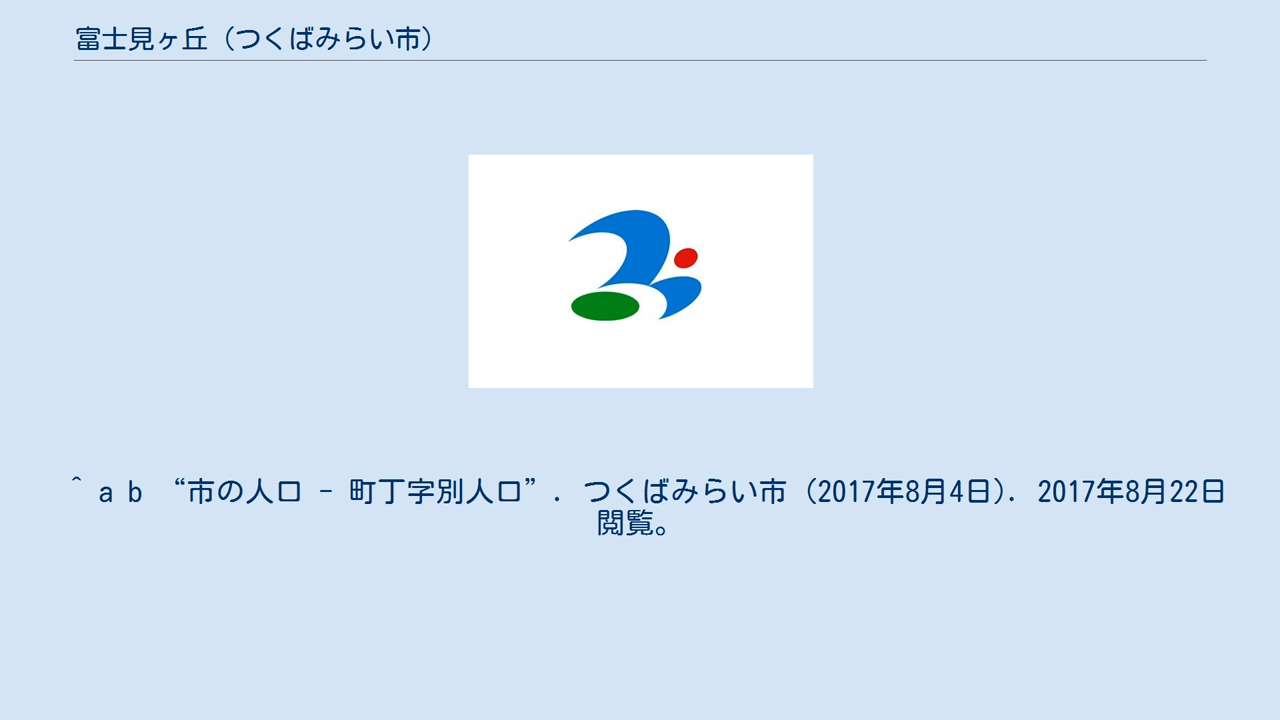 富士見ヶ丘 (つくばみらい市)
^ a b “市の人口 - 町丁字別人口”. つくばみらい市 (2017年8月4日). 2017年8月22日
閲覧。